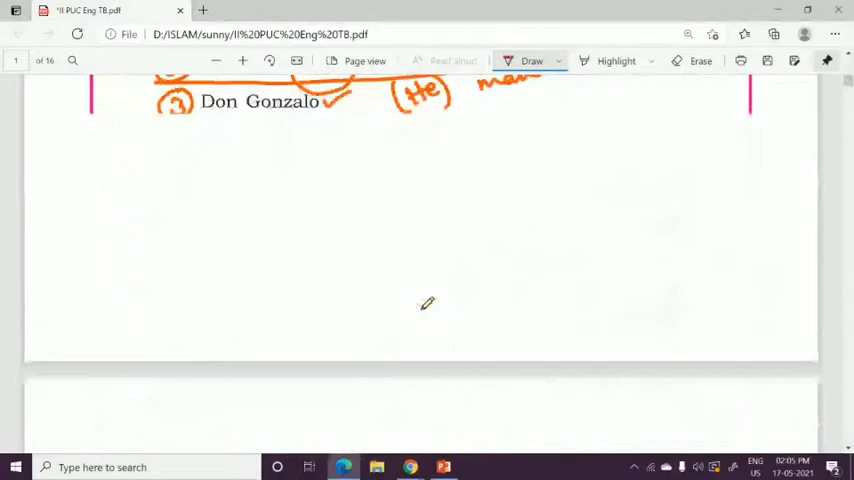 *II PUC Eng TB.pdf
File
D:/ISLAM/sunny/II%20PUC%20Eng%20TB.pdf
1
of 16
Page view
Read aloud
Draw
Highlight
Erase
(3) Don Gonzalo
(He)
man
Type here to search
ENG
US
02:05 PM
17-05-2021
2